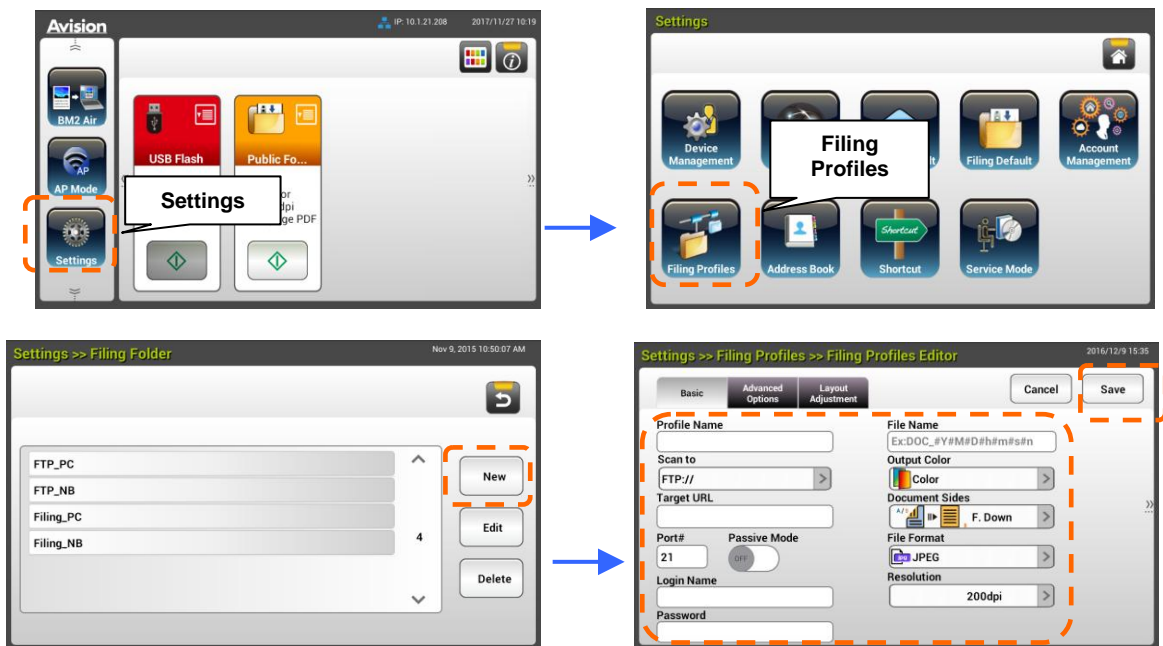 Avision
IP: 10.1.21.208
2017/11/27 10:19
BM2 Air
AP
AP Mode
Settings
USB Flash
Public Fo...
or
dpi
ge PDF
Settings
Settings
Device
Management
Filing
Profiles
Filing Default
Account
Management
Filing Profiles
Address Book
Shortcut
Shortcut
Service Mode
Settings >> Filing Folder
Nov 9, 2015 10:50:07 AM
FTP_PC
FTP_NB
Filing_PC
Filing_NB
4
New
Edit
Delete
Settings >> Filing Profiles >> Filing Profiles Editor
2016/12/9 15:35
Basic
Advanced
Options
Layout
Adjustment
Cancel
Save
Profile Name
Scan to
FTP://
Target URL
Port#
Passive Mode
21
OFF
Login Name
Password
File Name
Ex:DOC_#Y#M#D#h#m#s#n
Output Color
Color
Document Sides
F. Down
File Format
JPEG
Resolution
200dpi